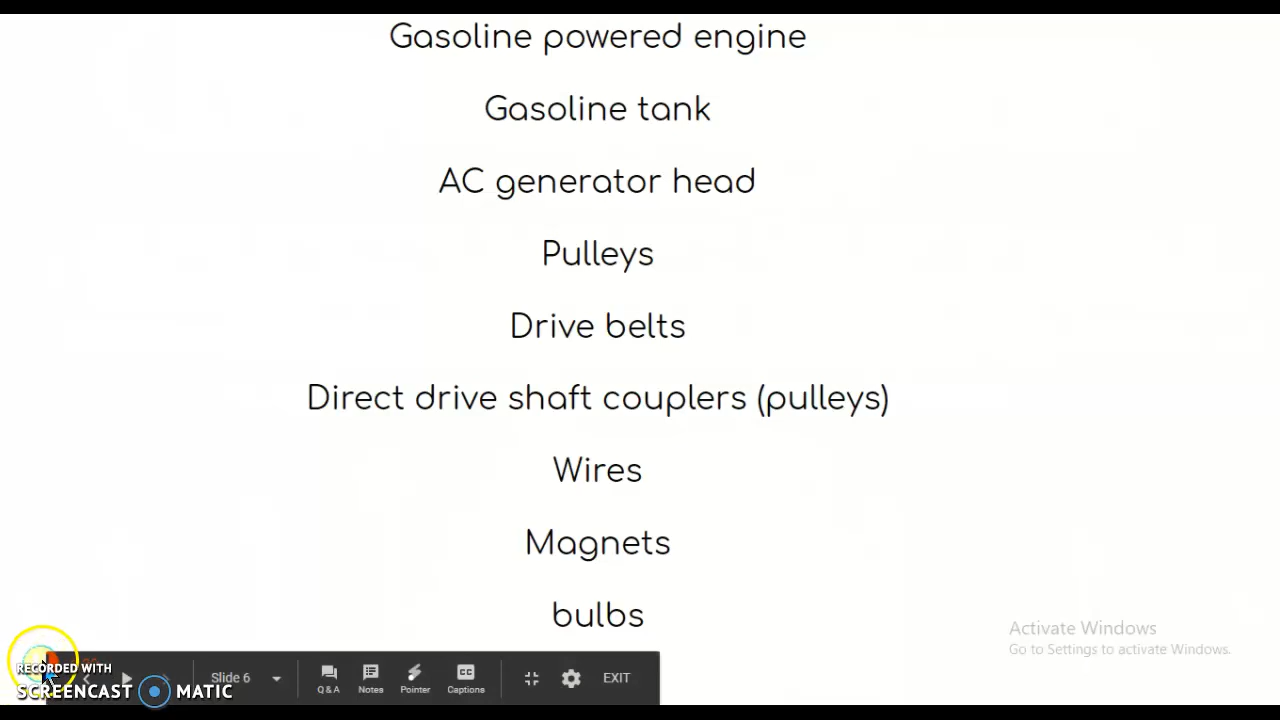 Gasoline powered engine
Gasoline tank
AC generator head
Pulleys
Drive belts
Direct drive shaft couplers (pulleys)
Wires
Magnets
bulbs
Activate Windows
Go to Settings to activate Windows.
RECORDED WITH
SCREENCAST MATIC
Slide 6
Q & A Notes Pointer Captions EXIT